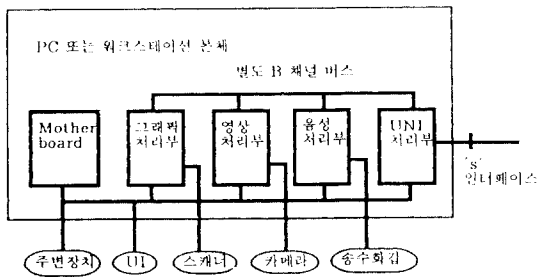 PC 또는 워크스테이션 본체
별도 B 채널 버스
Mother
board
그래픽
처리부
영상
처리부
음성
처리부
UNI
처리부
's'
인터페이스
주변장치
UI
스캐너
카메라
송수화기